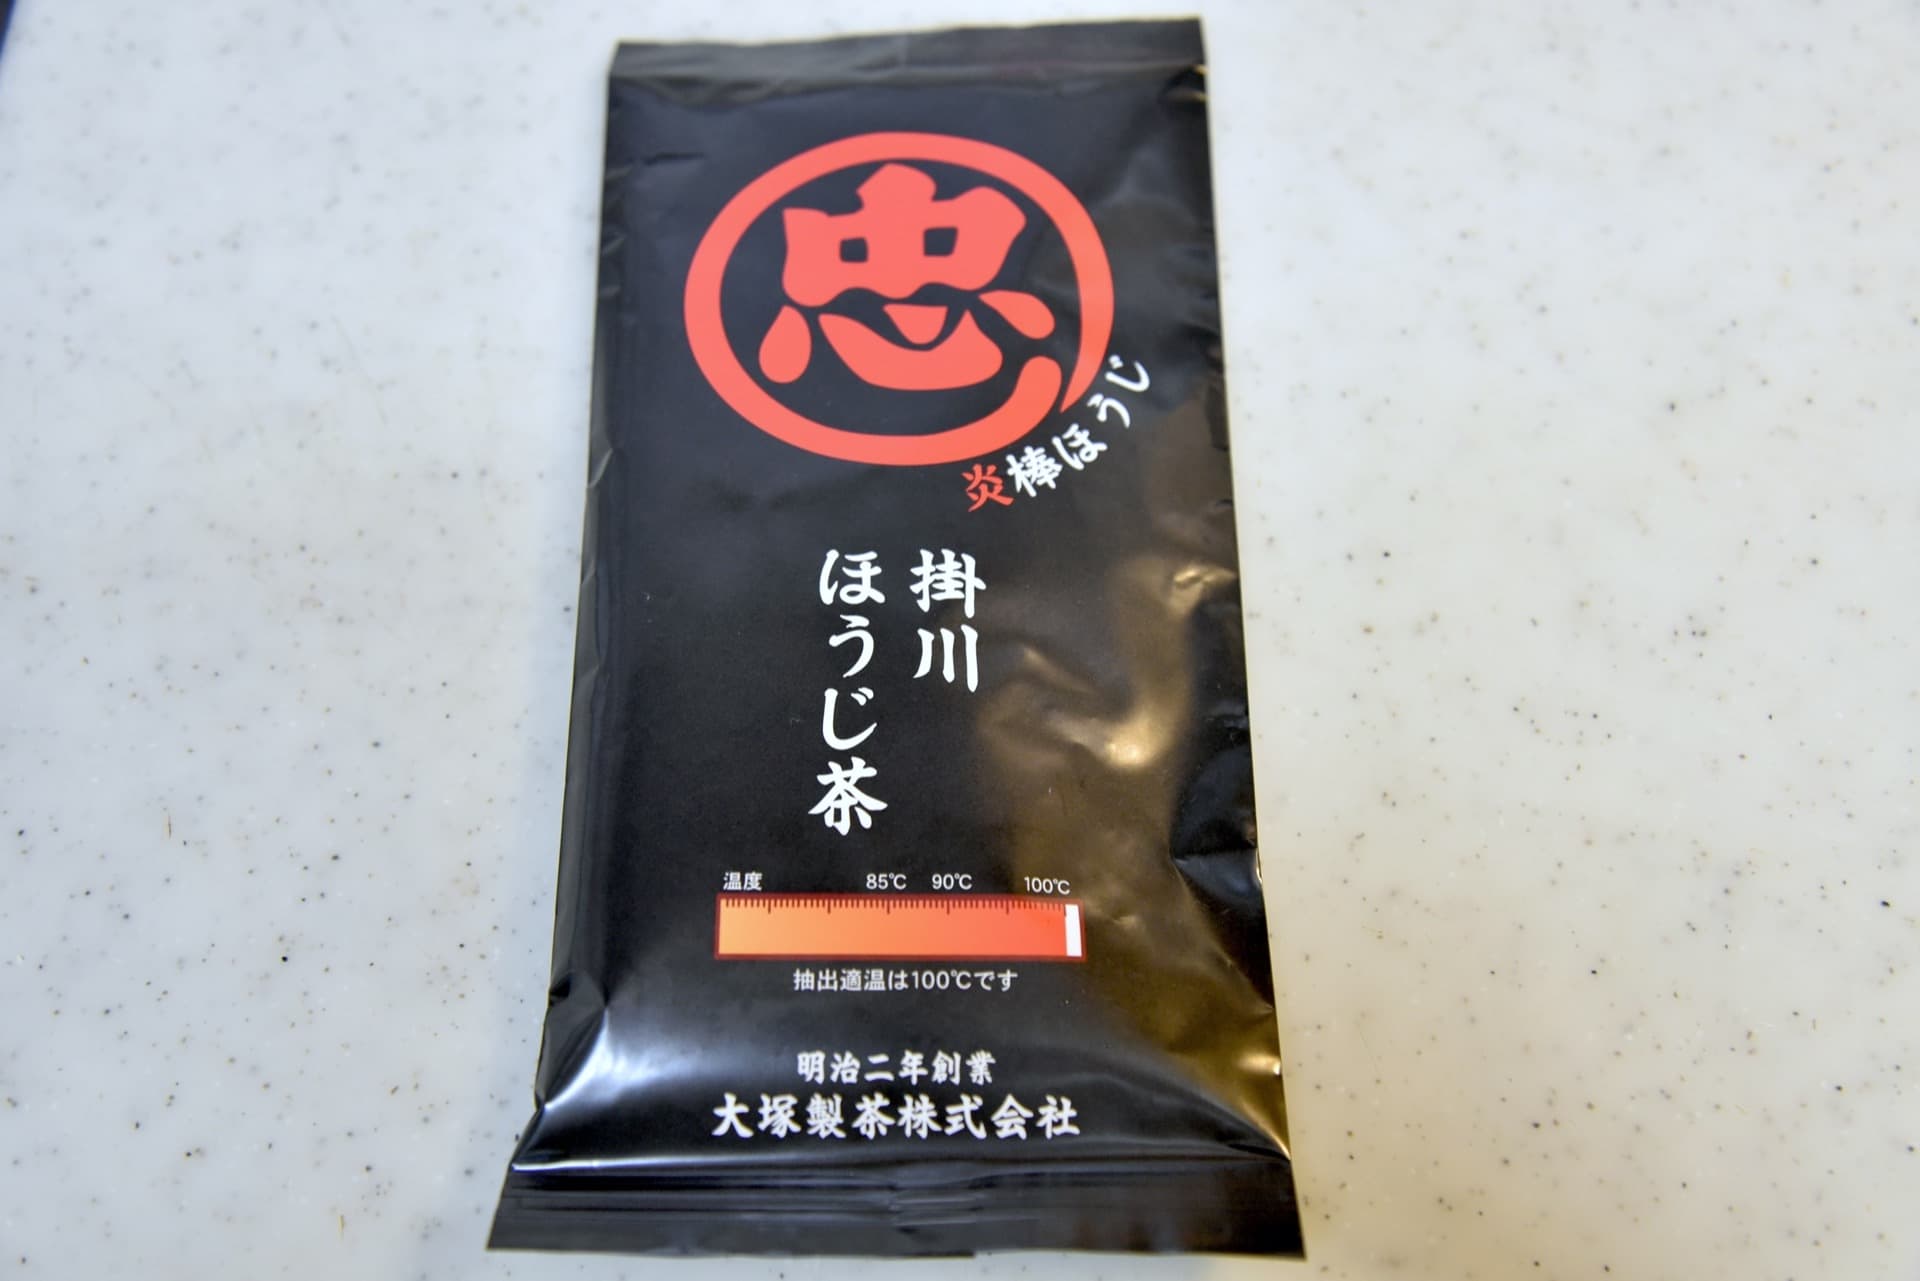 忠
炎棒ほうじ
掛川
ほうじ茶
温度 85℃ 90℃ 100℃
抽出適温は100℃です
明治二年創業
大塚製茶株式会社